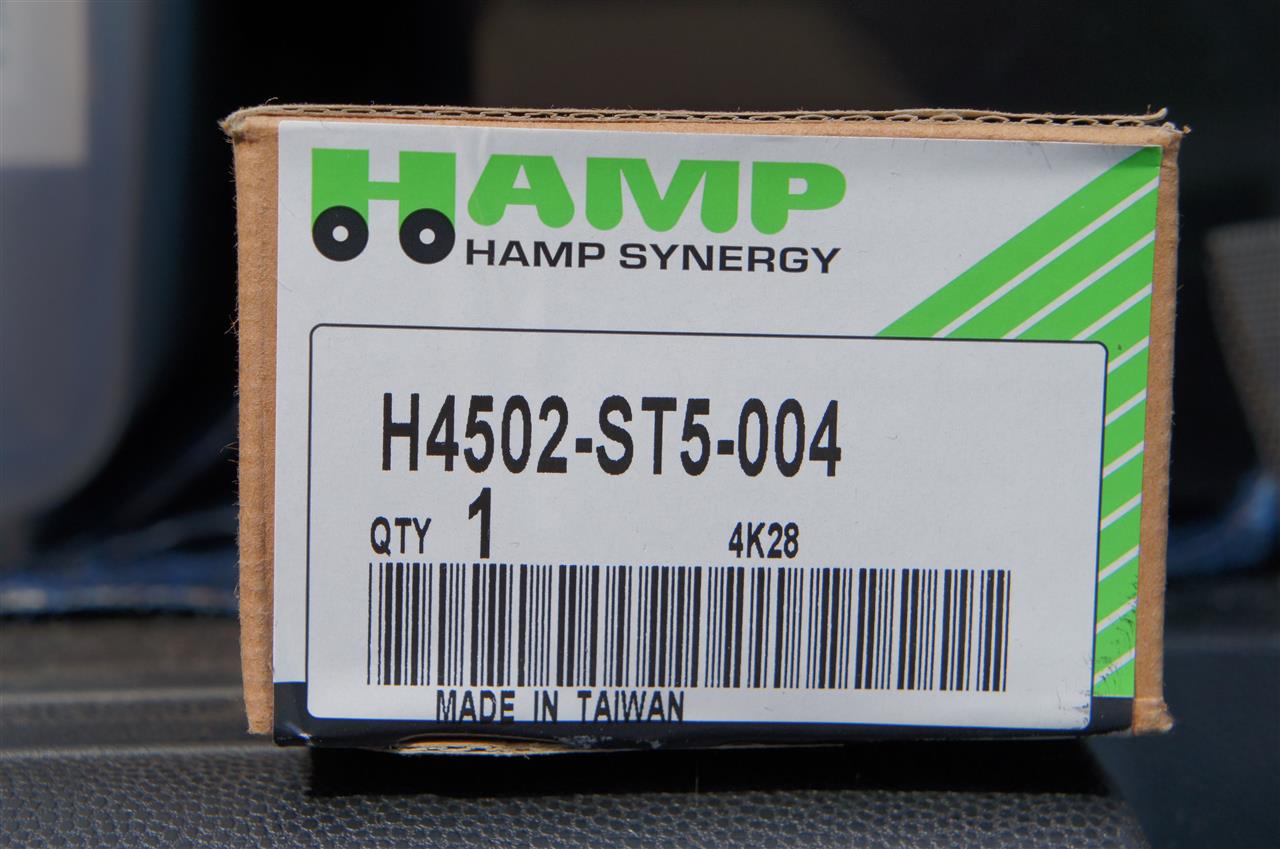 HAMP
HAMP SYNERGY
H4502-ST5-004
QTY 1 4K28
MADE IN TAIWAN